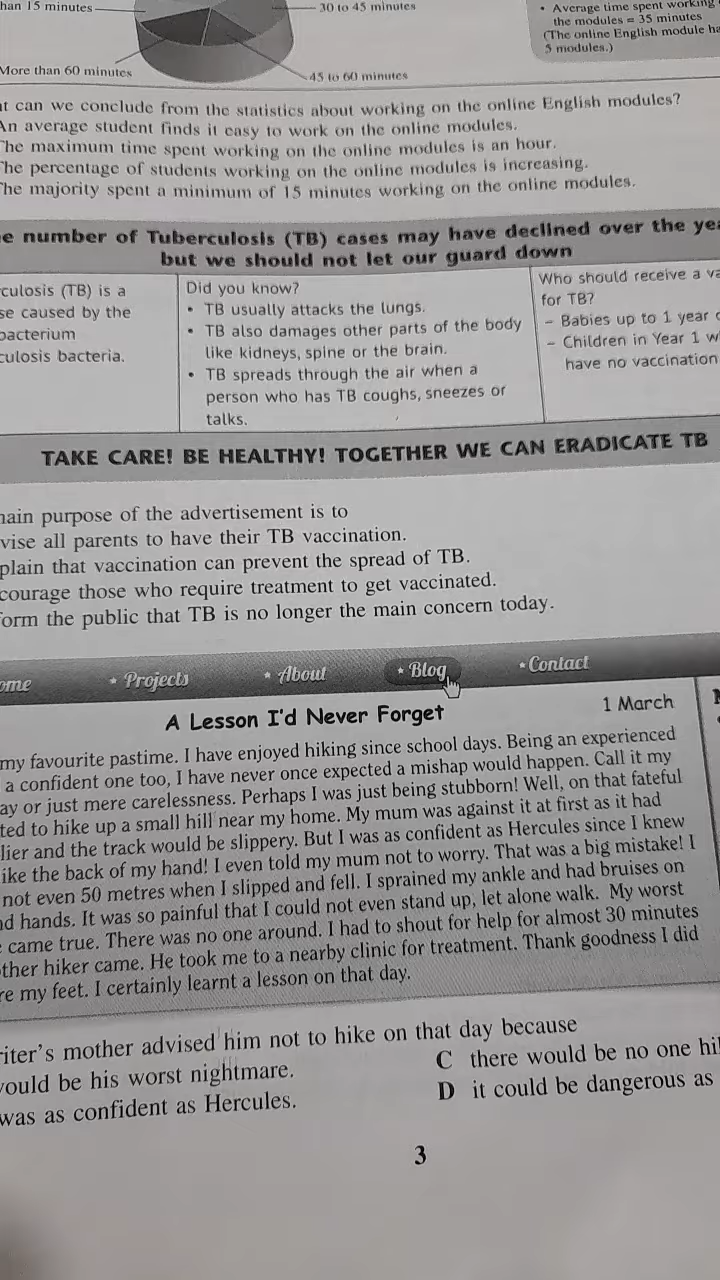 han 15 minutes
30 to 45 minutes
• Average time spent working
the modules = 35 minutes
(The online English module ha
5 modules.)
More than 60 minutes
45 to 60 minutes
at can we conclude from the statistics about working on the online English modules?
An average student finds it easy to work on the online modules.
The maximum time spent working on the online modules is an hour.
The percentage of students working on the online modules is increasing.
The majority spent a minimum of 15 minutes working on the online modules.
e number of Tuberculosis (TB) cases may have declined over the yea
but we should not let our guard down
culosis (TB) is a
se caused by the
bacterium
culosis bacteria.
Did you know?
• TB usually attacks the lungs.
• TB also damages other parts of the body
like kidneys, spine or the brain.
• TB spreads through the air when a
person who has TB coughs, sneezes or
talks.
Who should receive a va
for TB?
– Babies up to 1 year o
– Children in Year 1 w
have no vaccination
TAKE CARE! BE HEALTHY! TOGETHER WE CAN ERADICATE TB
nain purpose of the advertisement is to
vise all parents to have their TB vaccination.
plain that vaccination can prevent the spread of TB.
courage those who require treatment to get vaccinated.
form the public that TB is no longer the main concern today.
ome • Projects • About • Blog • Contact
A Lesson I'd Never Forget
1 March
my favourite pastime. I have enjoyed hiking since school days. Being an experienced
a confident one too, I have never once expected a mishap would happen. Call it my
ay or just mere carelessness. Perhaps I was just being stubborn! Well, on that fateful
ted to hike up a small hill near my home. My mum was against it at first as it had
lier and the track would be slippery. But I was as confident as Hercules since I knew
ike the back of my hand! I even told my mum not to worry. That was a big mistake! I
not even 50 metres when I slipped and fell. I sprained my ankle and had bruises on
nd hands. It was so painful that I could not even stand up, let alone walk. My worst
e came true. There was no one around. I had to shout for help for almost 30 minutes
other hiker came. He took me to a nearby clinic for treatment. Thank goodness I did
re my feet. I certainly learnt a lesson on that day.
riter's mother advised him not to hike on that day because
would be his worst nightmare.
was as confident as Hercules.
C there would be no one hi
D it could be dangerous as
3